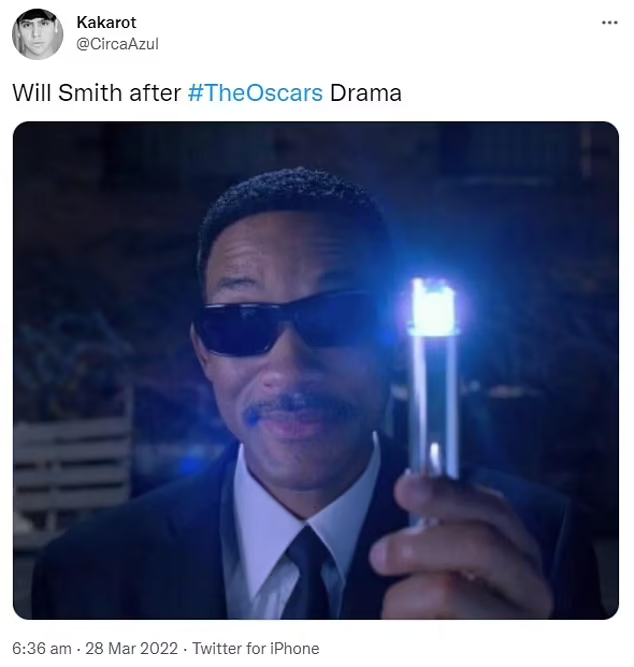 Kakarot
@CircaAzul
Will Smith after #TheOscars Drama
6:36 am · 28 Mar 2022 · Twitter for iPhone